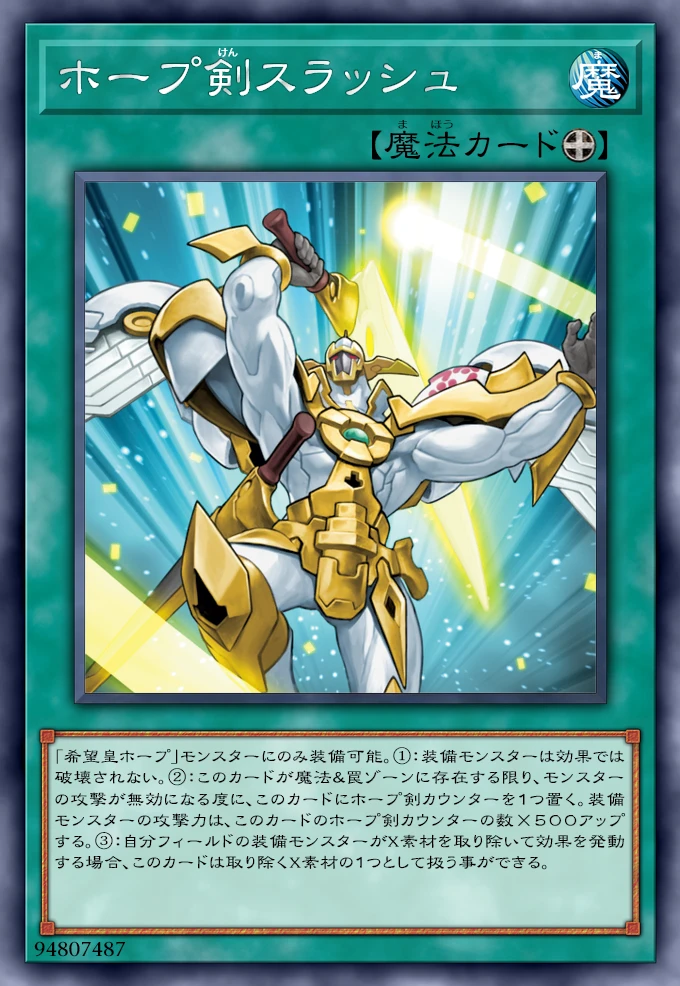 ホープ剣スラッシュ
けん
魔
ま
【魔法カード】
ま ほう
「希望皇ホープ」モンスターにのみ装備可能。①:装備モンスターは効果では
破壊されない。②:このカードが魔法&罠ゾーンに存在する限り、モンスター
の攻撃が無効になる度に、このカードにホープ剣カウンターを1つ置く。装備
モンスターの攻撃力は、このカードのホープ剣カウンターの数×500アップ
する。③:自分フィールドの装備モンスターがX素材を取り除いて効果を発動
する場合、このカードは取り除くX素材の1つとして扱う事ができる。
94807487